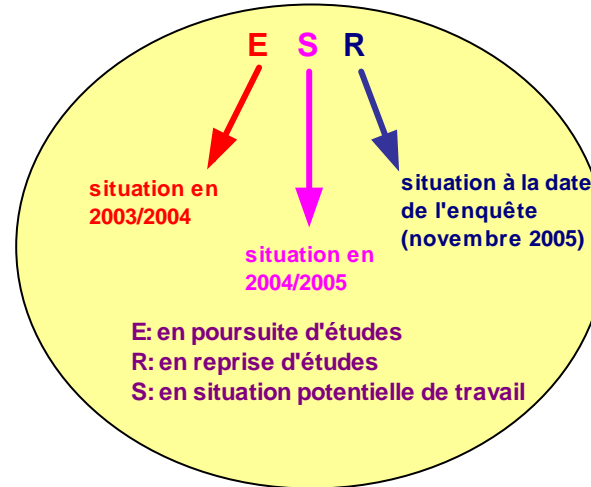 E S R
situation en
2003/2004
situation à la date
de l'enquête
(novembre 2005)
situation en
2004/2005
E: en poursuite d'études
R: en reprise d'études
S: en situation potentielle de travail